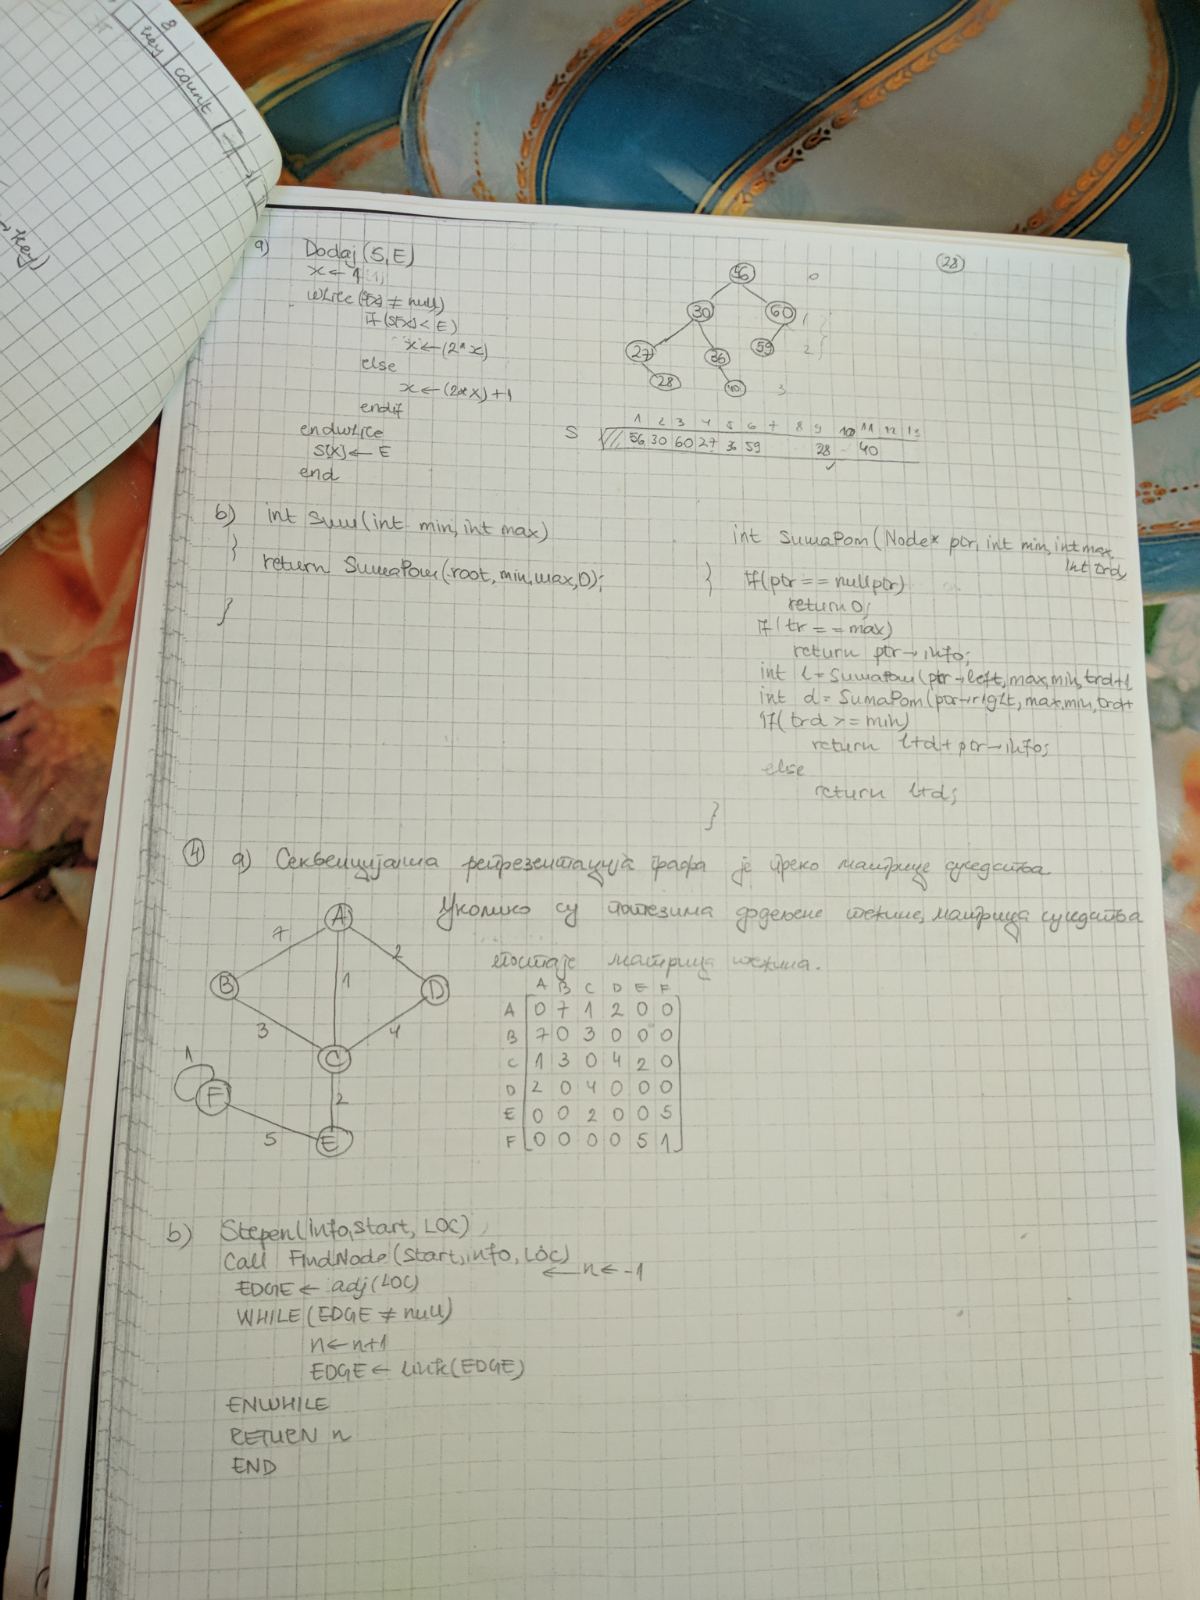 8
key count
→key)
a) Dodaj (S,E)
x ← 1
while (S[x] ≠ null)
if (S[x] < E)
x ← (2*x)
else
x ← (2*x)+1
endif
endwhile
S[x] ← E
end
28
56 0
30 60 1
27 36 59 2
28 40 3
1 2 3 4 5 6 7 8 9 10 11 12 13
S 56 30 60 27 36 59 28 40
b) int Sum(int min, int max)
{
return SumaPom(root, min, max, 0);
}
int SumaPom (Node* ptr, int min, int max,
int trd,
{ if (ptr == nullptr)
return 0;
if (tr == max)
return ptr→info;
int l = SumaPom (ptr→left, max, min, trd+1
int d = SumaPom (ptr→right, max, min, trd+
if (trd >= min)
return l+d+ptr→info;
else
return l+d;
}
4 a) Секвенцијална репрезентација графа је преко матрице суседства.
Уколико су потезима додељене тежине, матрица суседства
постаје матрица тежина.
A
7 2
B 1 D
3 4
C
1
F 2
5 E
A B C D E F
A 0 7 1 2 0 0
B 7 0 3 0 0 0
C 1 3 0 4 2 0
D 2 0 4 0 0 0
E 0 0 2 0 0 5
F 0 0 0 0 5 1
b) Stepen(info, start, LOC)
Call FindNode (start, info, LOC)
← n ← -1
EDGE ← adj(LOC)
WHILE (EDGE ≠ null)
n ← n+1
EDGE ← link(EDGE)
ENWHILE
RETURN n
END